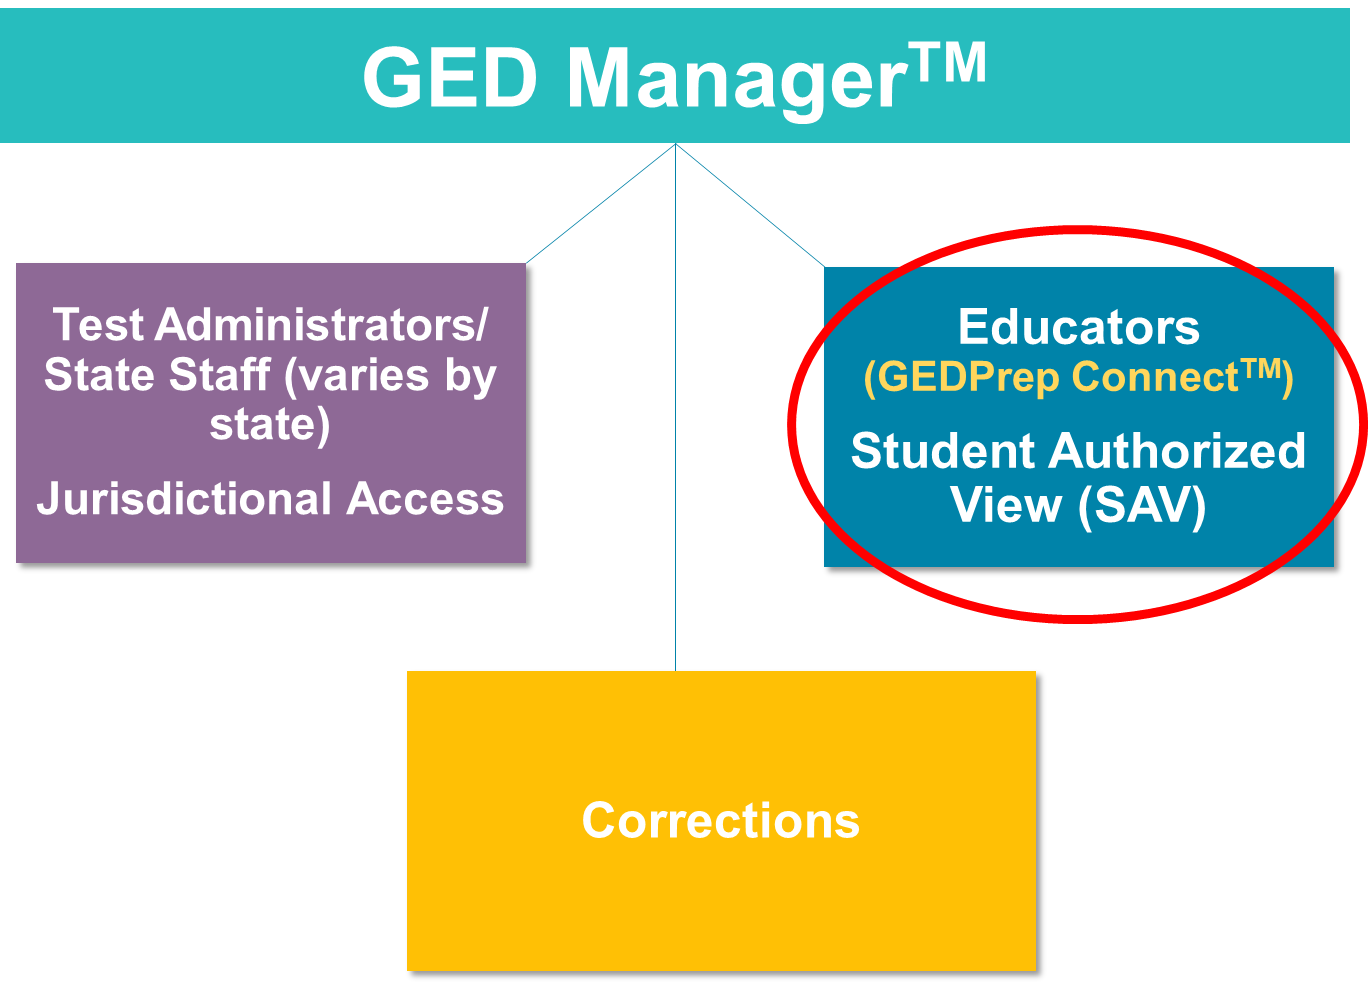 GED Manager™
Test Administrators/
State Staff (varies by
state)
Jurisdictional Access
Educators
(GEDPrep Connect™)
Student Authorized
View (SAV)
Corrections